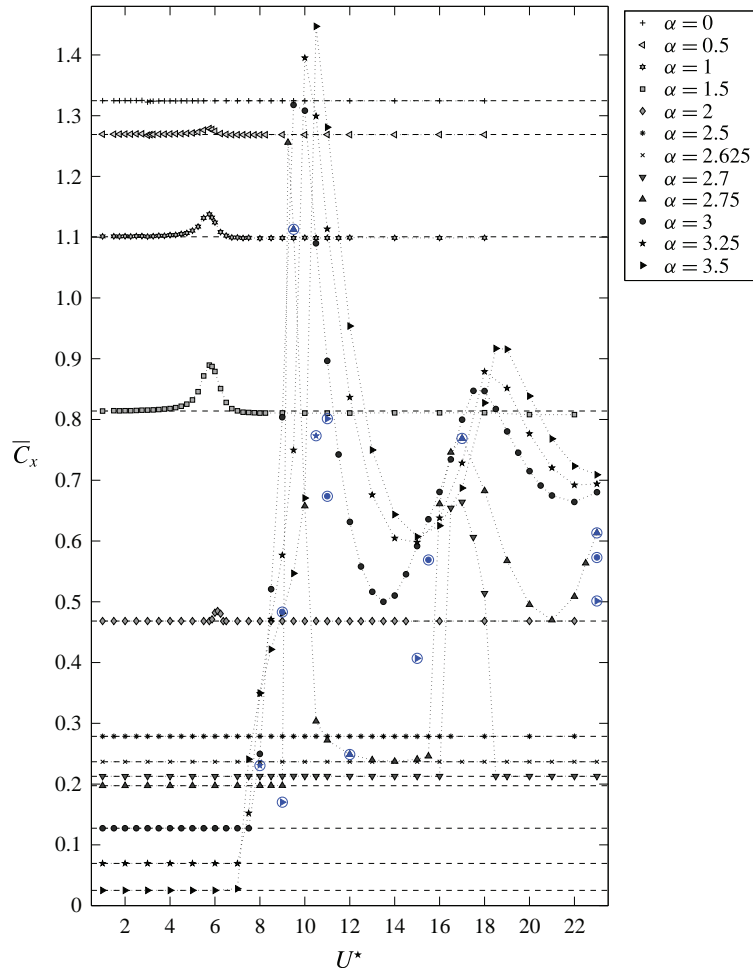 1.4
1.3
1.2
1.1
1.0
0.9
0.8
0.7
0.6
0.5
0.4
0.3
0.2
0.1
0
C̅x
2 4 6 8 10 12 14 16 18 20 22
U⋆
α = 0
α = 0.5
α = 1
α = 1.5
α = 2
α = 2.5
α = 2.625
α = 2.7
α = 2.75
α = 3
α = 3.25
α = 3.5